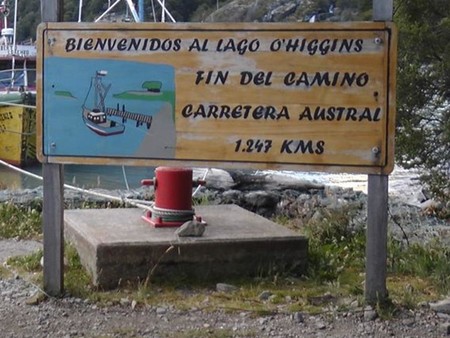 BIENVENIDOS AL LAGO O'HIGGINS
FIN DEL CAMINO
CARRETERA AUSTRAL
1.247 KMS